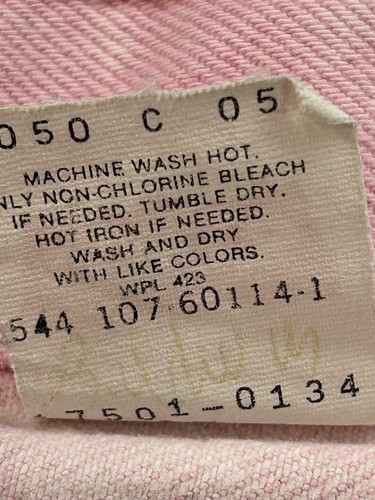 050 C 05
MACHINE WASH HOT.
NLY NON-CHLORINE BLEACH
IF NEEDED. TUMBLE DRY.
HOT IRON IF NEEDED.
WASH AND DRY
WITH LIKE COLORS.
WPL 423
544 107 60114-1
17501-0134